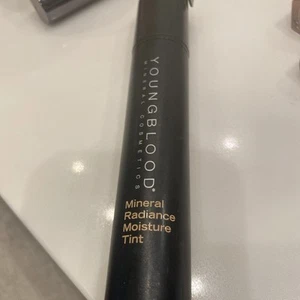 YOUNGBLOOD
MINERAL COSMETICS
Mineral
Radiance
Moisture
Tint